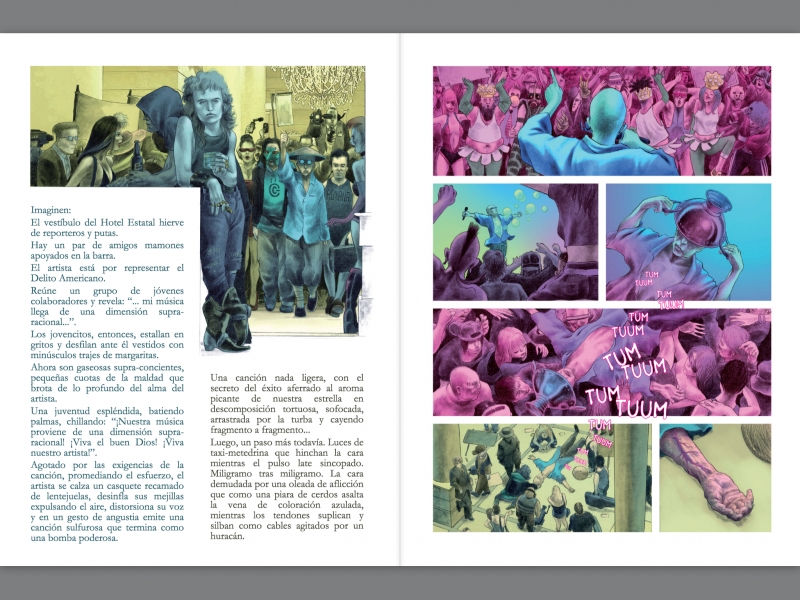 Imaginen:
El vestíbulo del Hotel Estatal hierve
de reporteros y putas.
Hay un par de amigos mamones
apoyados en la barra.
El artista está por representar el
Delito Americano.
Reúne un grupo de jóvenes
colaboradores y revela: “... mi música
llega de una dimensión supra-
racional...”.
Los jovencitos, entonces, estallan en
gritos y desfilan ante él vestidos con
minúsculos trajes de margaritas.
Ahora son gaseosas supra-concientes,
pequeñas cuotas de la maldad que
brota de lo profundo del alma del
artista.
Una juventud espléndida, batiendo
palmas, chillando: “¡Nuestra música
proviene de una dimensión supra-
racional! ¡Viva el buen Dios! ¡Viva
nuestro artista!”.
Agotado por las exigencias de la
canción, promediando el esfuerzo, el
artista se calza un casquete recamado
de lentejuelas, desinfla sus mejillas
expulsando el aire, distorsiona su voz
y en un gesto de angustia emite una
canción sulfurosa que termina como
una bomba poderosa.
Una canción nada ligera, con el
secreto del éxito aferrado al aroma
picante de nuestra estrella en
descomposición tortuosa, sofocada,
arrastrada por la turba y cayendo
fragmento a fragmento...
Luego, un paso más todavía. Luces de
taxi-metedrina que hinchan la cara
mientras el pulso late sincopado.
Miligramo tras miligramo. La cara
demudada por una oleada de aflicción
que como una piara de cerdos asalta
la vena de coloración azulada,
mientras los tendones suplican y
silban como cables agitados por un
huracán.
TUM
TUUM
TUM
TUUM
TUM
TUUM
TUM
TUUM
TUM
TUUM
TUM
TUUM